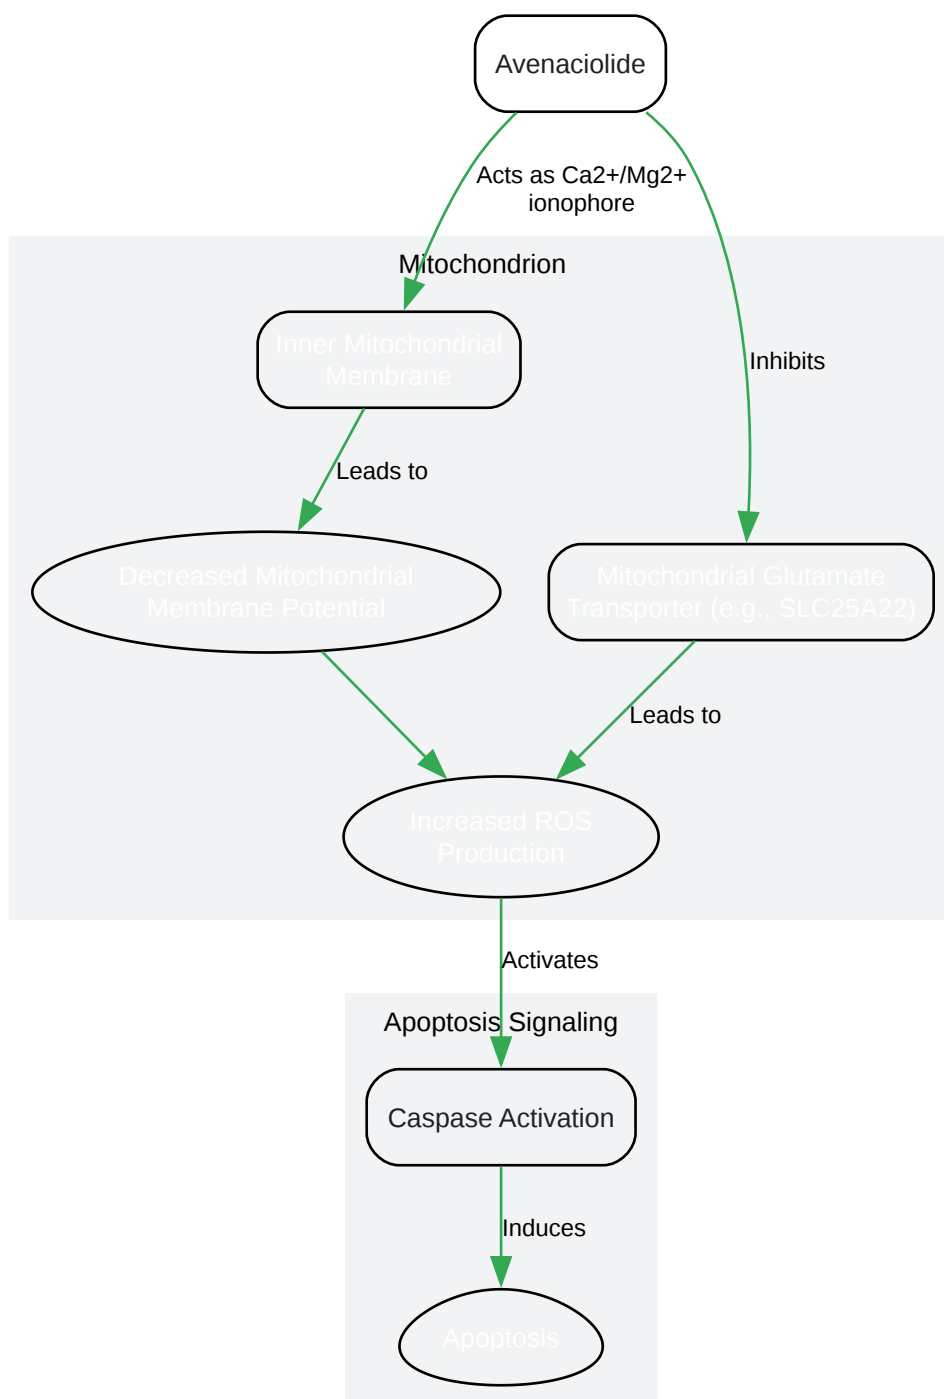 Avenaciolide
Acts as Ca2+/Mg2+
ionophore
Mitochondrion
Inner Mitochondrial
Membrane
Inhibits
Leads to
Decreased Mitochondrial
Membrane Potential
Mitochondrial Glutamate
Transporter (e.g., SLC25A22)
Leads to
Increased ROS
Production
Activates
Apoptosis Signaling
Caspase Activation
Induces
Apoptosis